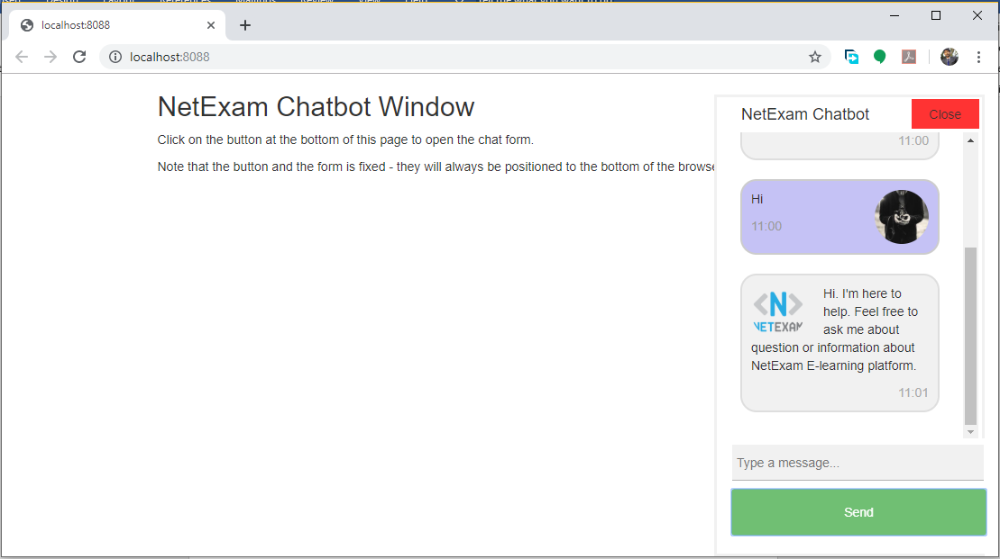 localhost:8088
localhost:8088
NetExam Chatbot Window
Click on the button at the bottom of this page to open the chat form.
Note that the button and the form is fixed - they will always be positioned to the bottom of the
NetExam Chatbot
Close
11:00
Hi
11:00
N
NETEXAM
Hi. I'm here to
help. Feel free to
ask me about
question or information about
NetExam E-learning platform.
11:01
Type a message...
Send